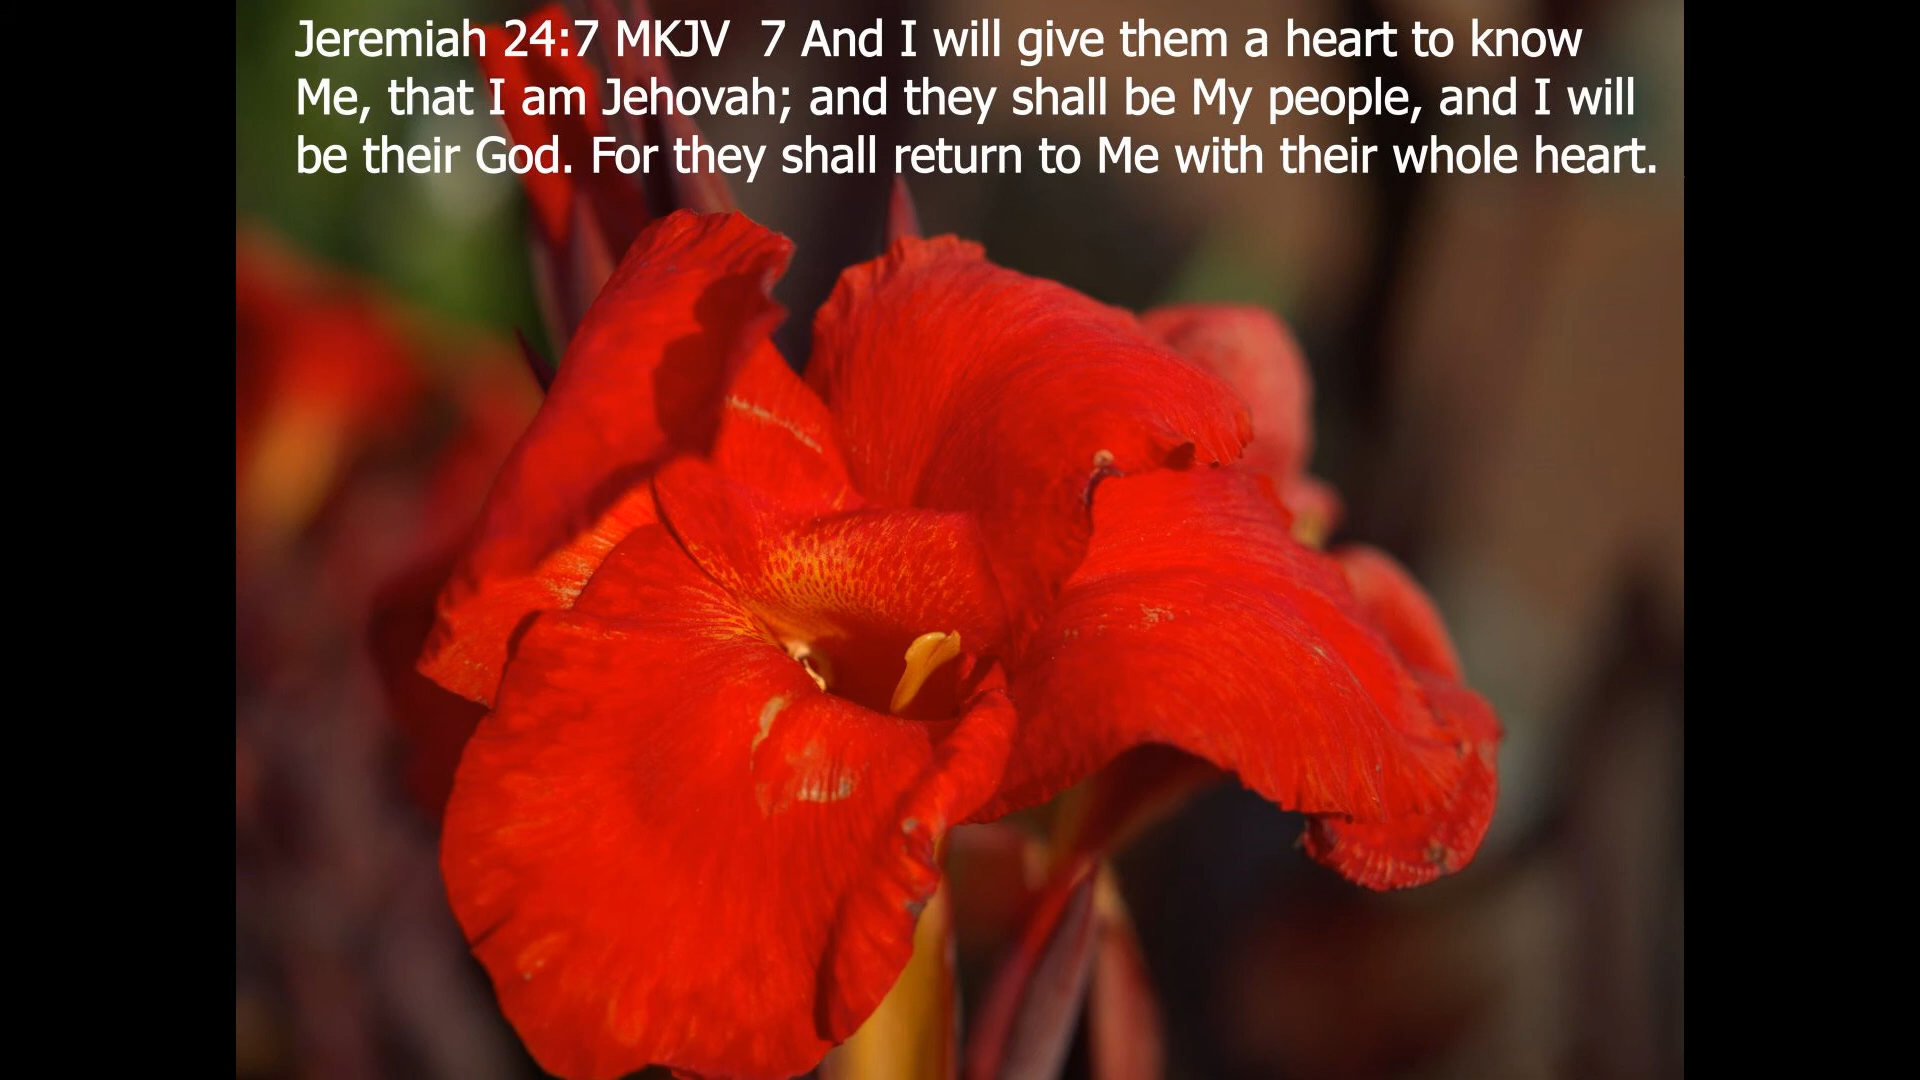 Jeremiah 24:7 MKJV  7 And I will give them a heart to know
Me, that I am Jehovah; and they shall be My people, and I will
be their God. For they shall return to Me with their whole heart.